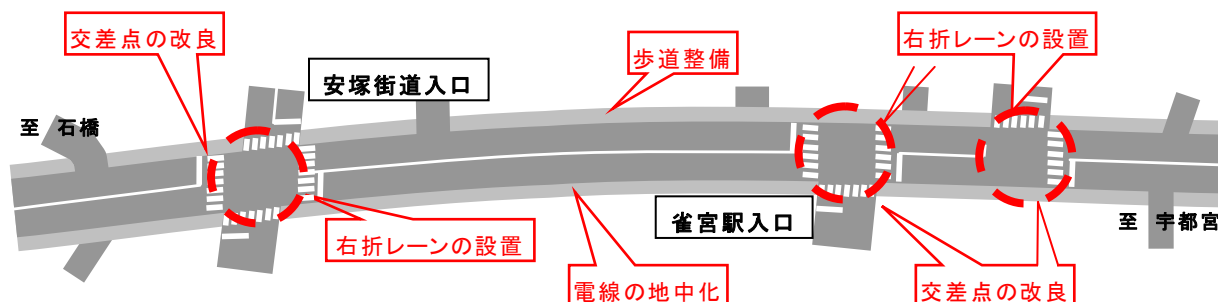 交差点の改良
右折レーンの設置
歩道整備
安塚街道入口
至 石橋
雀宮駅入口
至 宇都宮
右折レーンの設置
電線の地中化
交差点の改良